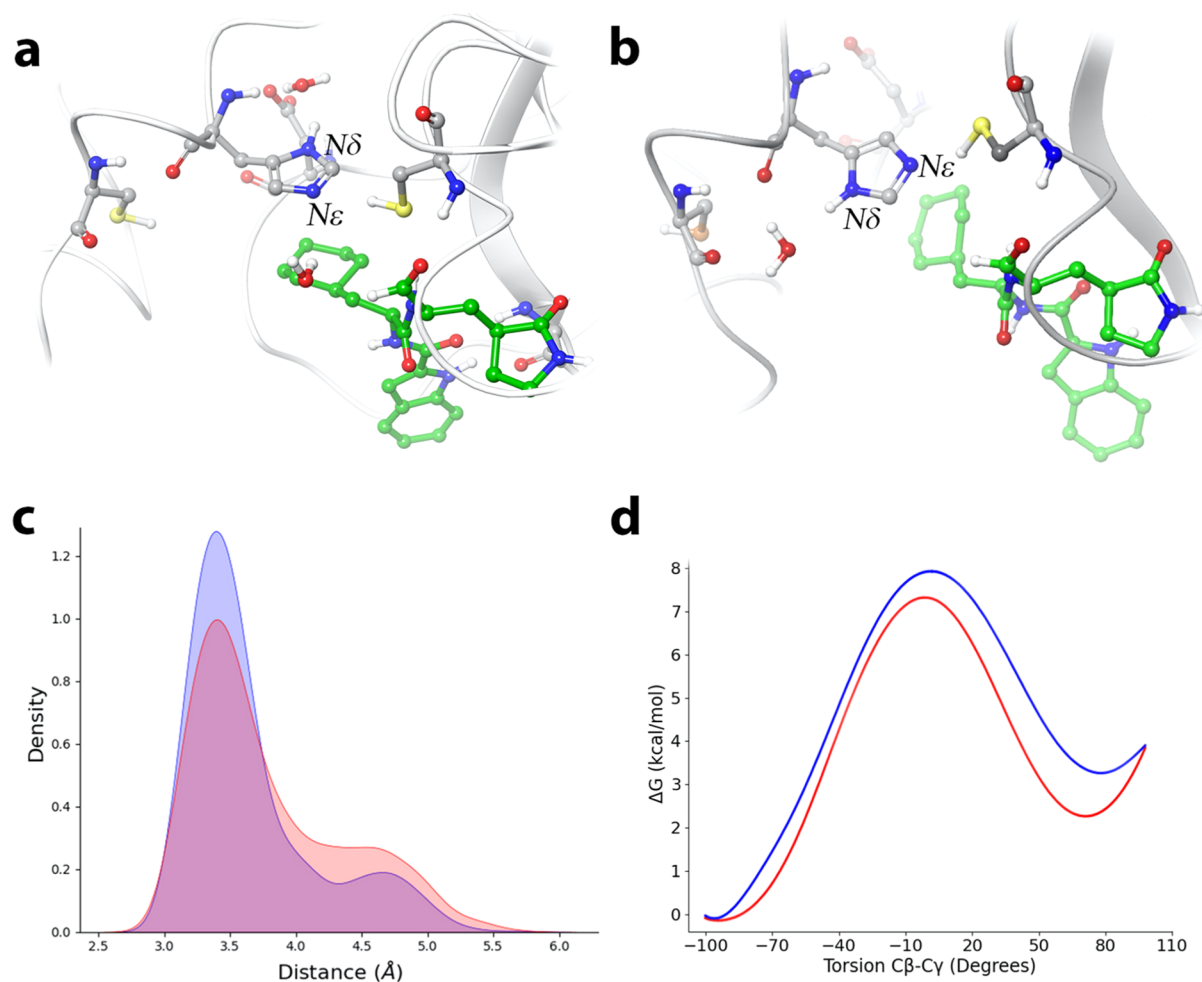 a
b
Nδ
Nε
Nε
Nδ
c
d
1.2
1.0
0.8
0.6
0.4
0.2
0.0
Density
2.5 3.0 3.5 4.0 4.5 5.0 5.5 6.0
Distance (Å)
8
7
6
5
4
3
2
1
0
ΔG (kcal/mol)
−100 −70 −40 −10 20 50 80 110
Torsion Cβ-Cγ (Degrees)